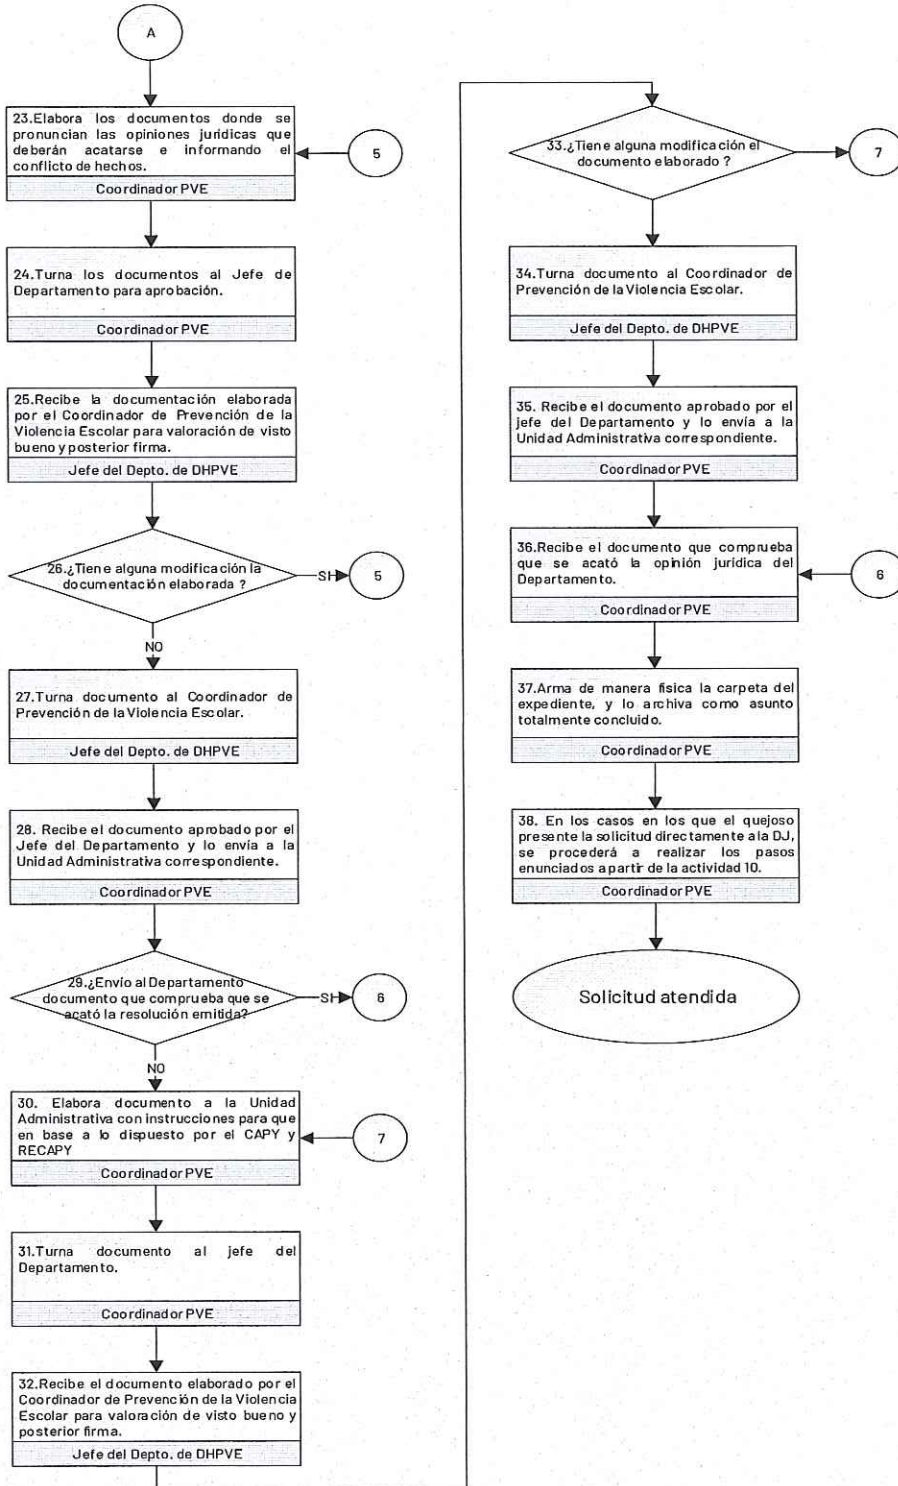 A
23.Elabora los documentos donde se
pronuncian las opiniones jurídicas que
deberán acatarse e informando el
conflicto de hechos.
Coordinador PVE
5
24.Turna los documentos al Jefe de
Departamento para aprobación.
Coordinador PVE
25.Recibe la documentación elaborada
por el Coordinador de Prevención de la
Violencia Escolar para valoración de visto
bueno y posterior firma.
Jefe del Depto. de DHPVE
26.¿Tiene alguna modificación la
documentación elaborada ?
SI
5
NO
27.Turna documento al Coordinador de
Prevención de la Violencia Escolar.
Jefe del Depto. de DHPVE
28. Recibe el documento aprobado por el
Jefe del Departamento y lo envía a la
Unidad Administrativa correspondiente.
Coordinador PVE
29.¿Envío al Departamento
documento que comprueba que se
acató la resolución emitida?
SI
6
NO
30. Elabora documento a la Unidad
Administrativa con instrucciones para que
en base a lo dispuesto por el CAPY y
RECAPY
Coordinador PVE
7
31.Turna documento al jefe del
Departamento.
Coordinador PVE
32.Recibe el documento elaborado por el
Coordinador de Prevención de la Violencia
Escolar para valoración de visto bueno y
posterior firma.
Jefe del Depto. de DHPVE
33.¿Tiene alguna modificación el
documento elaborado ?
7
34.Turna documento al Coordinador de
Prevención de la Violencia Escolar.
Jefe del Depto. de DHPVE
35. Recibe el documento aprobado por el
jefe del Departamento y lo envía a la
Unidad Administrativa correspondiente.
Coordinador PVE
36.Recibe el documento que comprueba
que se acató la opinión jurídica del
Departamento.
Coordinador PVE
6
37.Arma de manera física la carpeta del
expediente, y lo archiva como asunto
totalmente concluido.
Coordinador PVE
38. En los casos en los que el quejoso
presente la solicitud directamente a la DJ,
se procederá a realizar los pasos
enunciados a partir de la actividad 10.
Coordinador PVE
Solicitud atendida